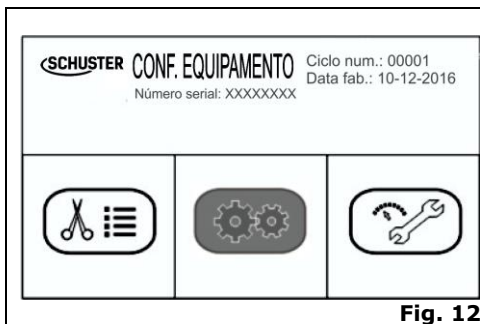 SCHUSTER CONF. EQUIPAMENTO
Número serial: XXXXXXXX
Ciclo num.: 00001
Data fab.: 10-12-2016
Fig. 12